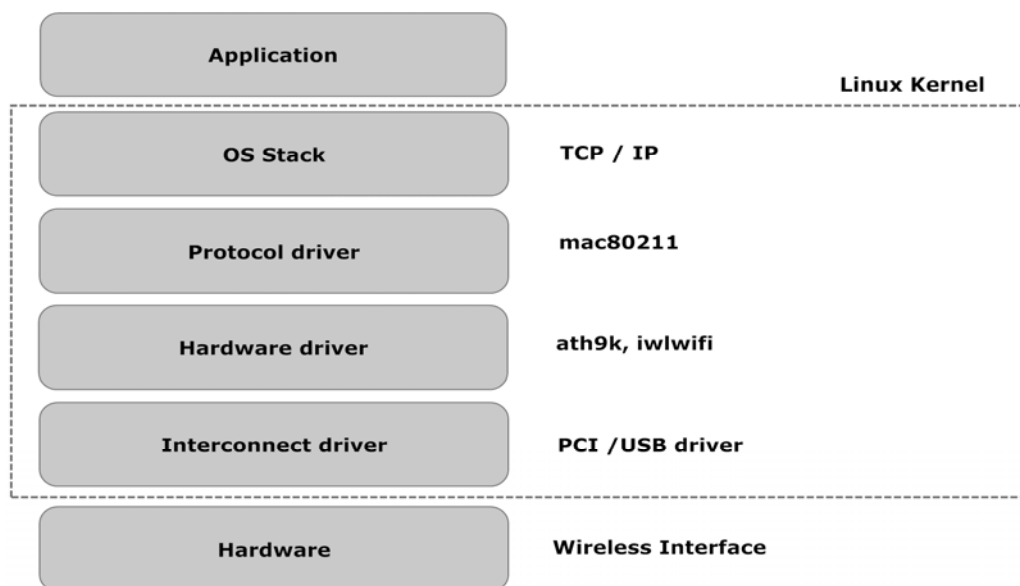 Application
Linux Kernel
OS Stack
TCP / IP
Protocol driver
mac80211
Hardware driver
ath9k, iwlwifi
Interconnect driver
PCI /USB driver
Hardware
Wireless Interface